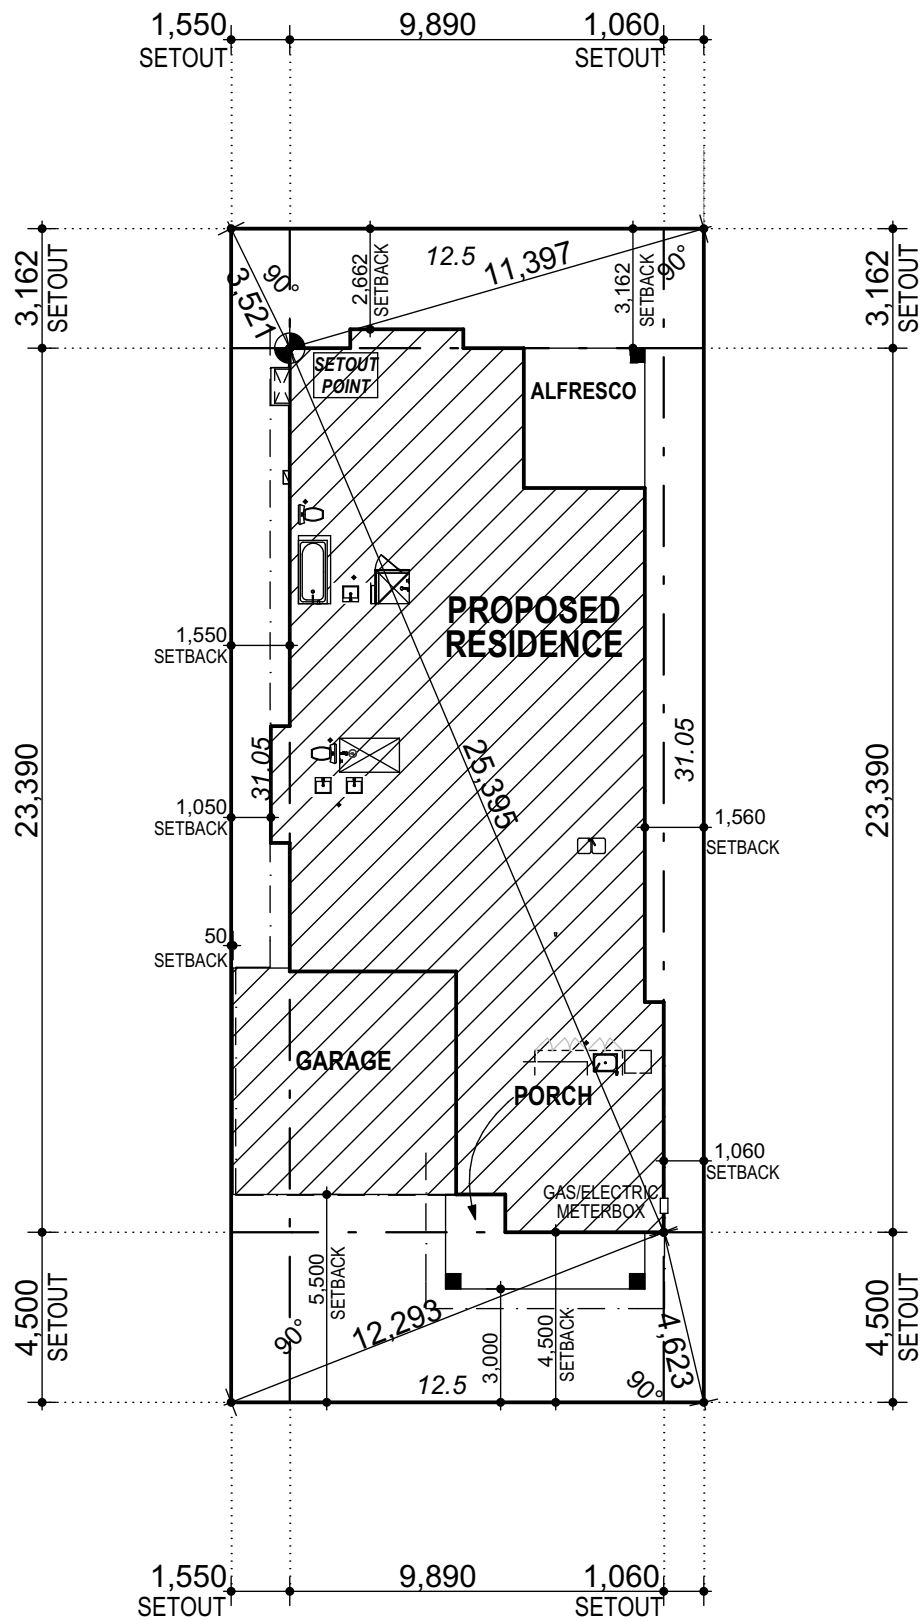 1,550
SETOUT
9,890
1,060
SETOUT
3,162
SETOUT
12.5
11,397
90°
90°
3,521
2,662
SETBACK
3,162
SETBACK
3,162
SETOUT
SETOUT
POINT
ALFRESCO
PROPOSED
RESIDENCE
1,550
SETBACK
31.05
31.05
25,395
23,390
23,390
1,050
SETBACK
1,560
SETBACK
50
SETBACK
GARAGE
PORCH
1,060
SETBACK
GAS/ELECTRIC
METERBOX
4,500
SETOUT
5,500
SETBACK
90°
12,293
3,000
4,500
SETBACK
4,623
90°
12.5
4,500
SETOUT
1,550
SETOUT
9,890
1,060
SETOUT